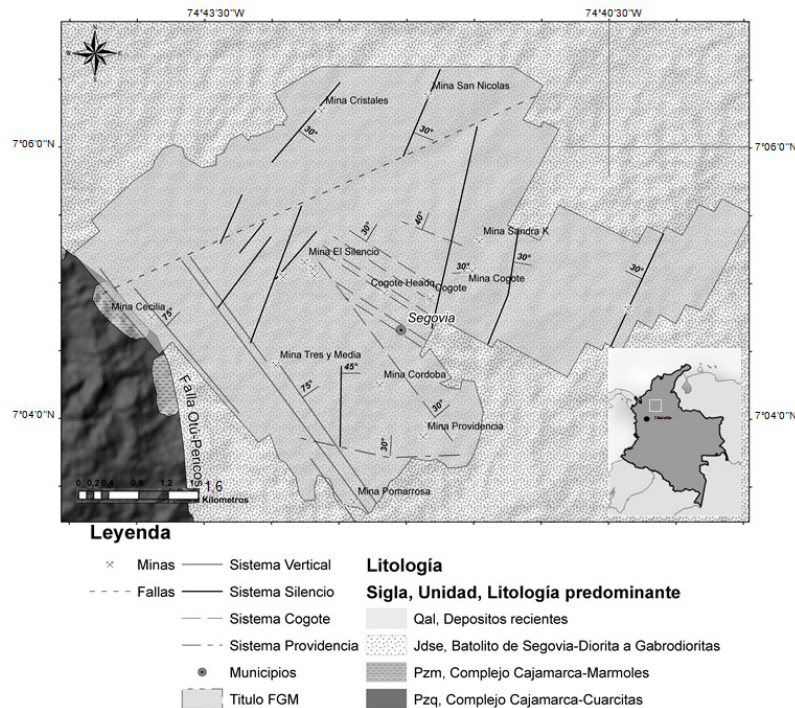 74°43'30"W
74°40'30"W
Mina San Nicolas
Mina Cristales
30°
30°
7°06'0"N
7°06'0"N
40°
30°
Mina Sandra K
Mina El Silencio
30°
30°
30°
Mina Cogote
Cogote Headq
Cogote
Mina Cecilia
75°
Segovia
Mina Tres y Media
45°
75°
Mina Cordoba
7°04'0"N
7°04'0"N
30°
Mina Providencia
30°
Falla Otú-Pericos
Mina Pomarrosa
0 0,2 0,4 0,8 1,2 1,6
Kilometros
Leyenda
Minas
Sistema Vertical
Litología
Fallas
Sistema Silencio
Sigla, Unidad, Litología predominante
Sistema Cogote
Qal, Depositos recientes
Sistema Providencia
Jdse, Batolito de Segovia-Diorita a Gabrodioritas
Municipios
Pzm, Complejo Cajamarca-Marmoles
Titulo FGM
Pzq, Complejo Cajamarca-Cuarcitas